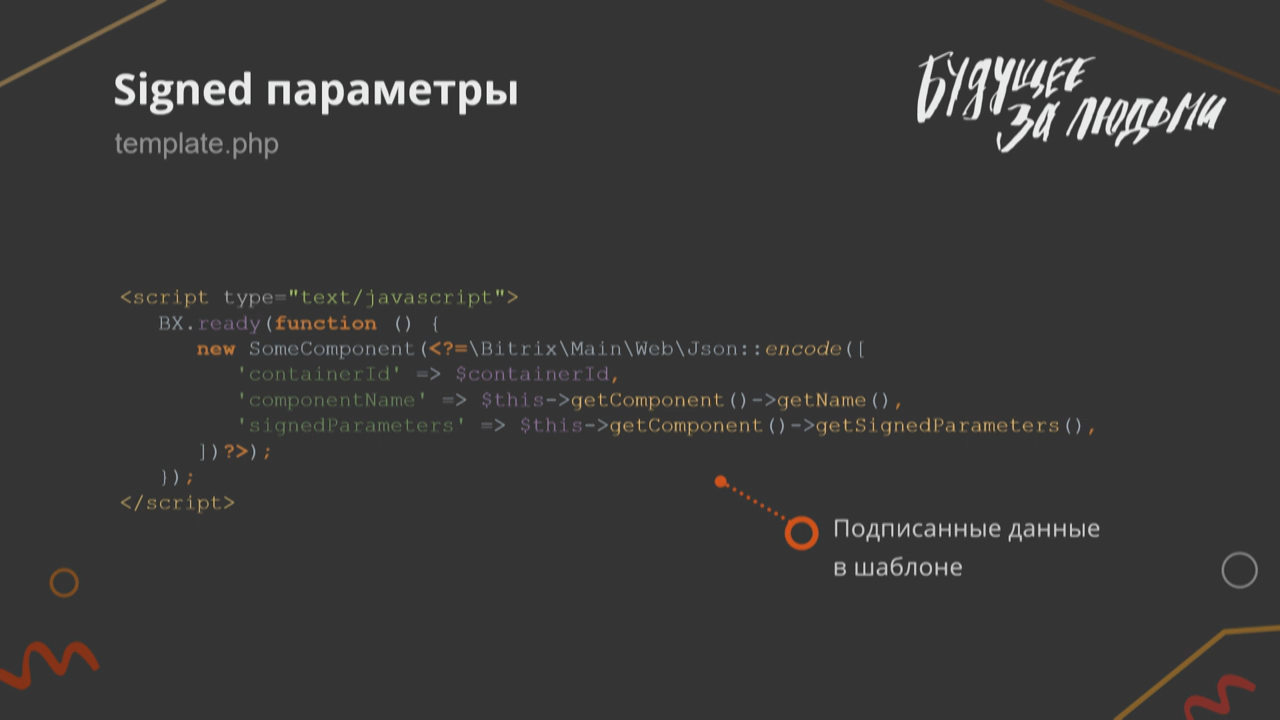 Signed параметры
template.php
Будущее
за людьми
<script type="text/javascript">
BX.ready(function () {
new SomeComponent(<?=\Bitrix\Main\Web\Json::encode([
'containerId' => $containerId,
'componentName' => $this->getComponent()->getName(),
'signedParameters' => $this->getComponent()->getSignedParameters(),
])?>);
});
</script>
Подписанные данные
в шаблоне